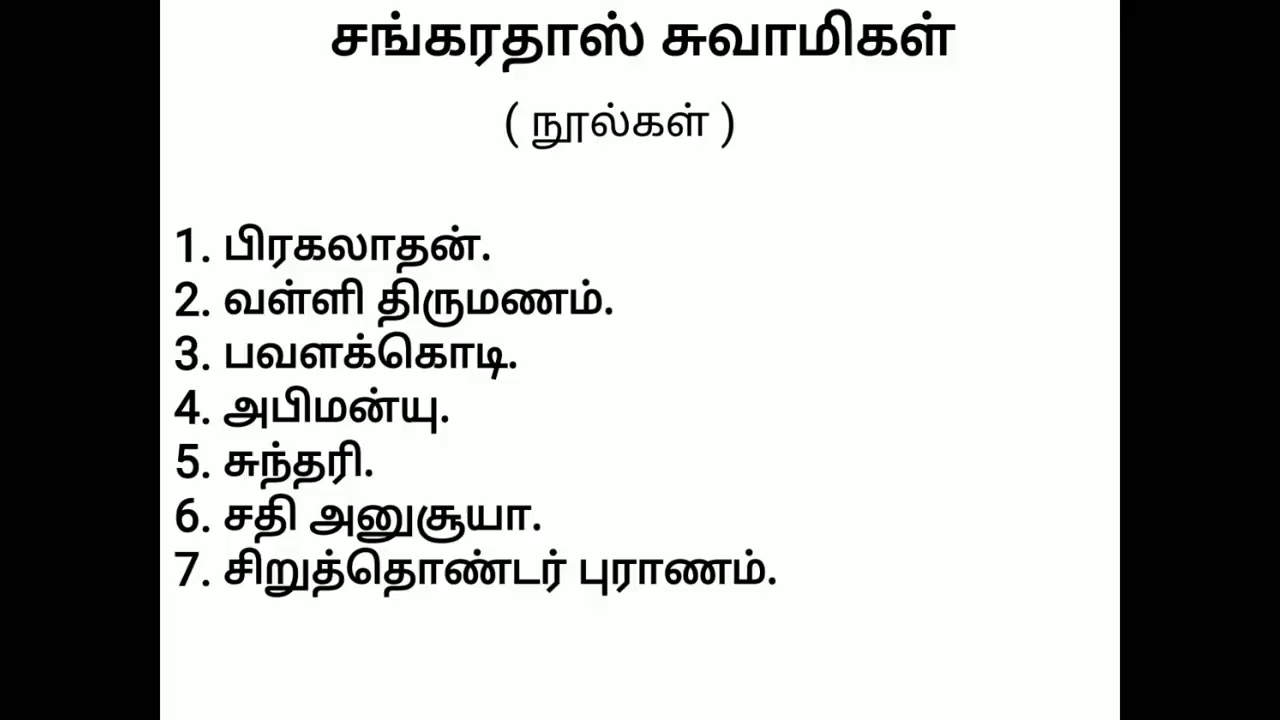 சங்கரதாஸ் சுவாமிகள்
( நூல்கள் )
1. பிரகலாதன்.
2. வள்ளி திருமணம்.
3. பவளக்கொடி.
4. அபிமன்யு.
5. சுந்தரி.
6. சதி அனுசூயா.
7. சிறுத்தொண்டர் புராணம்.